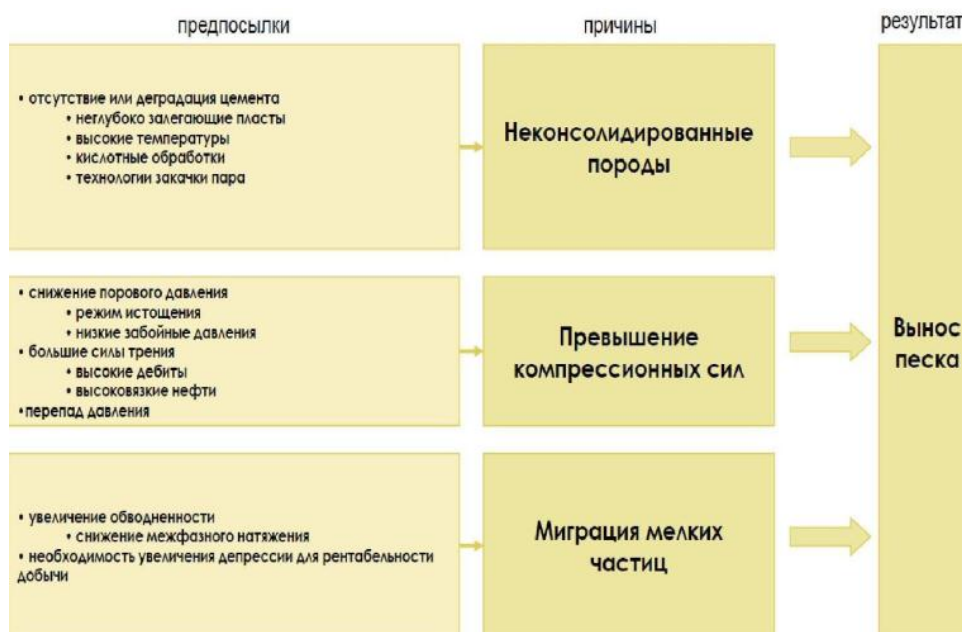 предпосылки
причины
результат
• отсутствие или деградация цемента
• неглубоко залегающие пласты
• высокие температуры
• кислотные обработки
• технологии закачки пара
Неконсолидированные
породы
• снижение порового давления
• режим истощения
• низкие забойные давления
• большие силы трения
• высокие дебиты
• высоковязкие нефти
•перепад давления
Превышение
компрессионных сил
Вынос
песка
• увеличение обводненности
• снижение межфазного натяжения
• необходимость увеличения депрессии для рентабельности
добычи
Миграция мелких
частиц